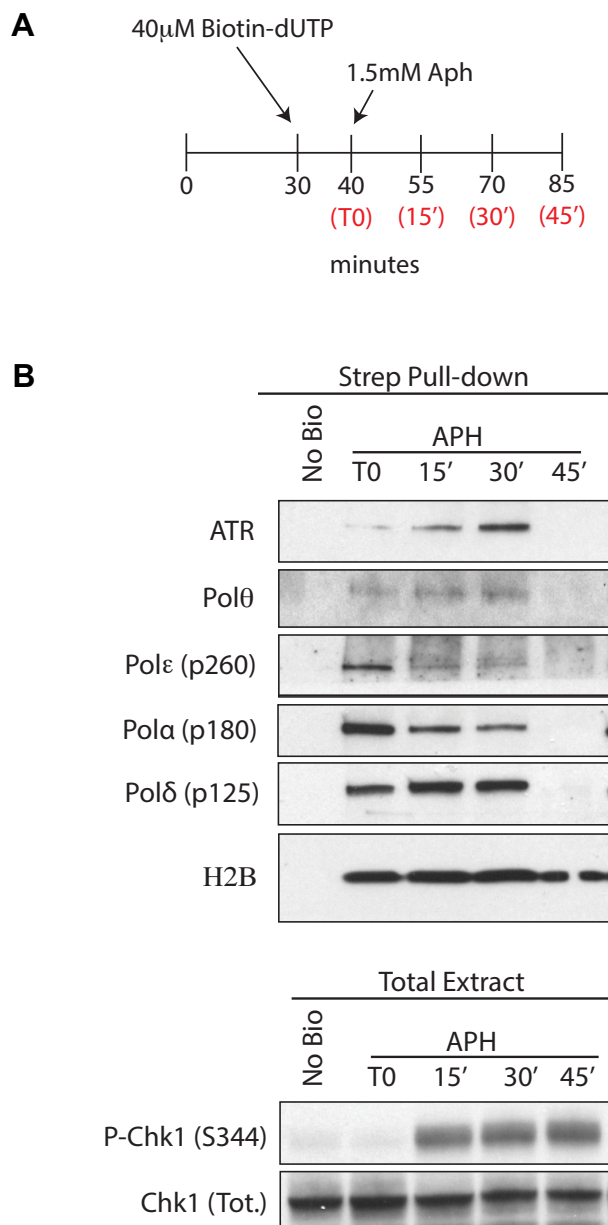 A
40μM Biotin-dUTP
1.5mM Aph
0 30 40 55 70 85
(T0) (15') (30') (45')
minutes
B
Strep Pull-down
No Bio
APH
T0 15' 30' 45'
ATR
Polθ
Polε (p260)
Polα (p180)
Polδ (p125)
H2B
Total Extract
No Bio
APH
T0 15' 30' 45'
P-Chk1 (S344)
Chk1 (Tot.)